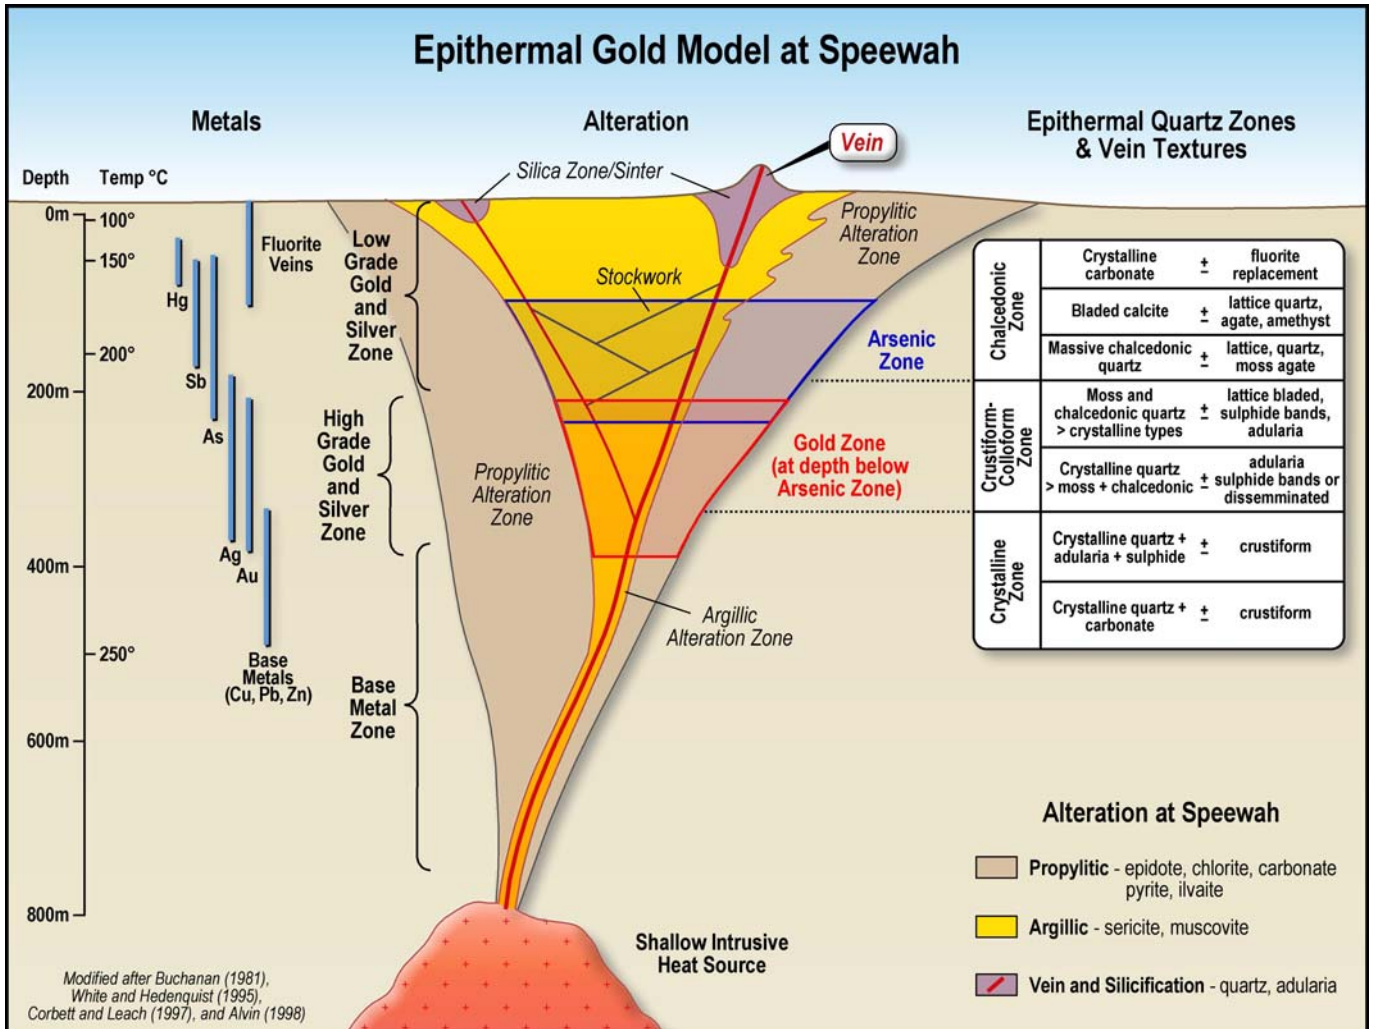 Epithermal Gold Model at Speewah
Metals
Alteration
Epithermal Quartz Zones
& Vein Textures
Vein
Depth
Temp °C
Silica Zone/Sinter
0m
100°
150°
200°
200m
400m
250°
600m
800m
Hg
Sb
As
Ag
Au
Fluorite
Veins
Base
Metals
(Cu, Pb, Zn)
Low
Grade
Gold
and
Silver
Zone
High
Grade
Gold
and
Silver
Zone
Base
Metal
Zone
Propylitic
Alteration
Zone
Stockwork
Propylitic
Alteration
Zone
Arsenic
Zone
Gold Zone
(at depth below
Arsenic Zone)
Argillic
Alteration Zone
Shallow Intrusive
Heat Source
Chalcedonic
Zone
Crystalline
carbonate
±
fluorite
replacement
Bladed calcite
±
lattice quartz,
agate, amethyst
Massive chalcedonic
quartz
±
lattice, quartz,
moss agate
Crustiform-
Colloform
Zone
Moss and
chalcedonic quartz
> crystalline types
±
lattice bladed,
sulphide bands,
adularia
Crystalline quartz
> moss + chalcedonic
±
adularia
sulphide bands or
dissemminated
Crystalline
Zone
Crystalline quartz +
adularia + sulphide
±
crustiform
Crystalline quartz +
carbonate
±
crustiform
Alteration at Speewah
Propylitic - epidote, chlorite, carbonate
pyrite, ilvaite
Argillic - sericite, muscovite
Vein and Silicification - quartz, adularia
Modified after Buchanan (1981),
White and Hedenquist (1995),
Corbett and Leach (1997), and Alvin (1998)